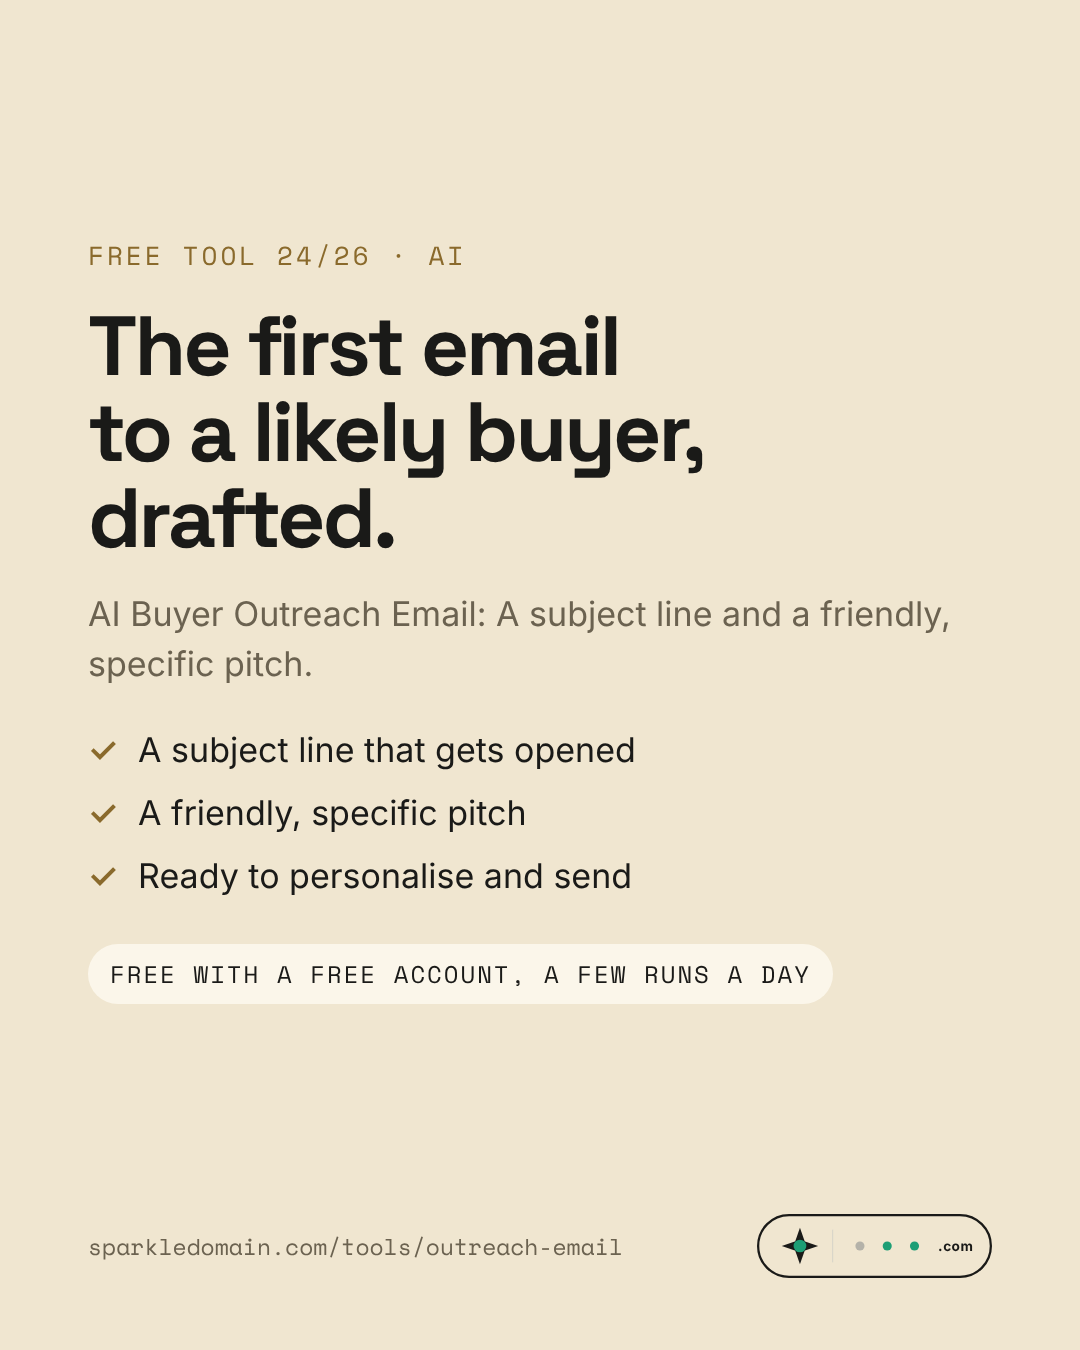 FREE TOOL 24/26 · AI
The first email
to a likely buyer,
drafted.
AI Buyer Outreach Email: A subject line and a friendly,
specific pitch.
A subject line that gets opened
A friendly, specific pitch
Ready to personalise and send
FREE WITH A FREE ACCOUNT, A FEW RUNS A DAY
sparkledomain.com/tools/outreach-email
.com